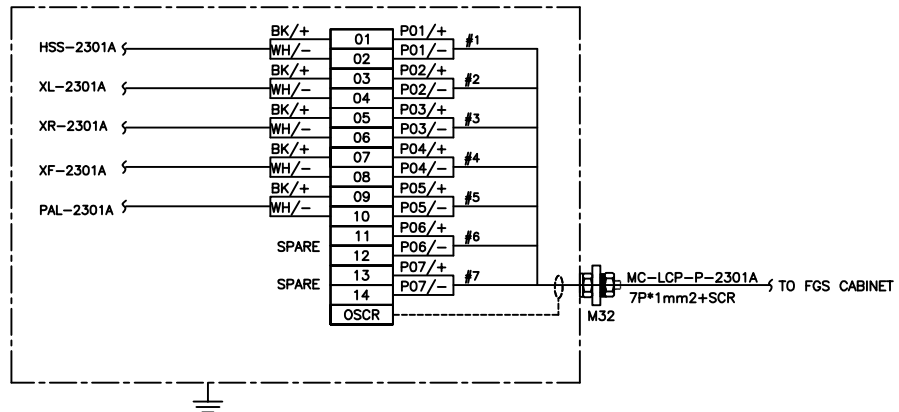 BK/+ 01 P01/+
HSS-2301A WH/- 02 P01/- #1
BK/+ 03 P02/+
XL-2301A WH/- 04 P02/- #2
BK/+ 05 P03/+
XR-2301A WH/- 06 P03/- #3
BK/+ 07 P04/+
XF-2301A WH/- 08 P04/- #4
BK/+ 09 P05/+
PAL-2301A WH/- 10 P05/- #5
11 P06/+
SPARE 12 P06/- #6
13 P07/+
SPARE 14 P07/- #7
OSCR
MC-LCP-P-2301A
7P*1mm2+SCR
M32
TO FGS CABINET